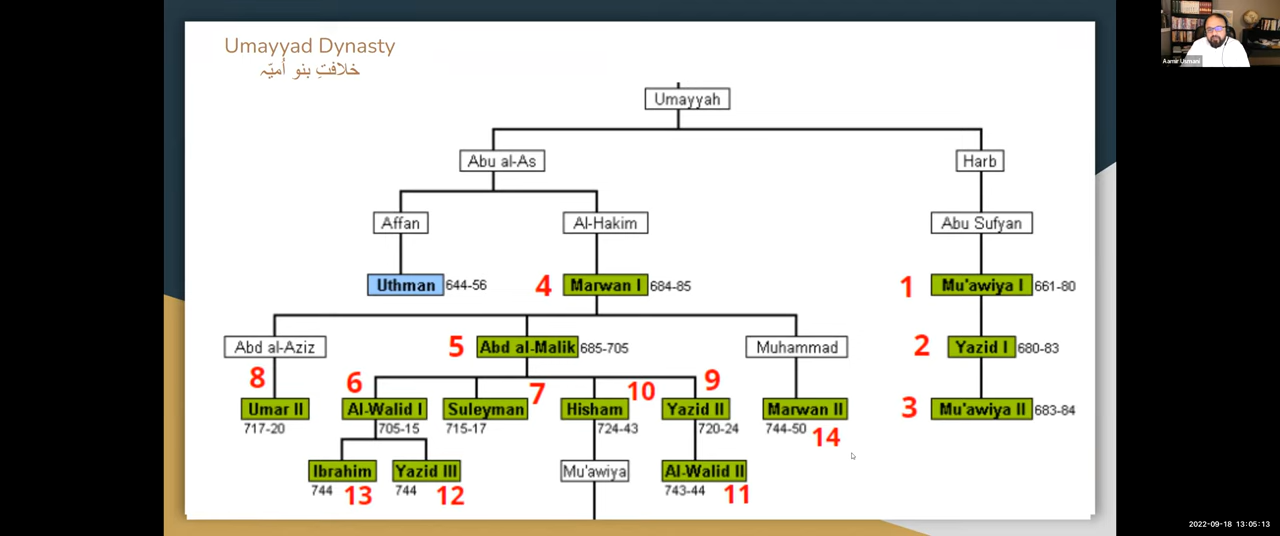 Umayyad Dynasty
خلافتِ بنو اُمیّہ
Aamir Usmani
Umayyah
Abu al-As
Harb
Affan
Al-Hakim
Abu Sufyan
Uthman 644-56
4 Marwan I 684-85
1 Mu'awiya I 661-80
Abd al-Aziz
5 Abd al-Malik 685-705
Muhammad
2 Yazid I 680-83
8 Umar II 717-20
6 Al-Walid I 705-15
Suleyman 7 715-17
Hisham 10 724-43
9 Yazid II 720-24
Marwan II 744-50 14
3 Mu'awiya II 683-84
Ibrahim 744 13
Yazid III 744 12
Mu'awiya
Al-Walid II 743-44 11
2022-09-18 13:05:13